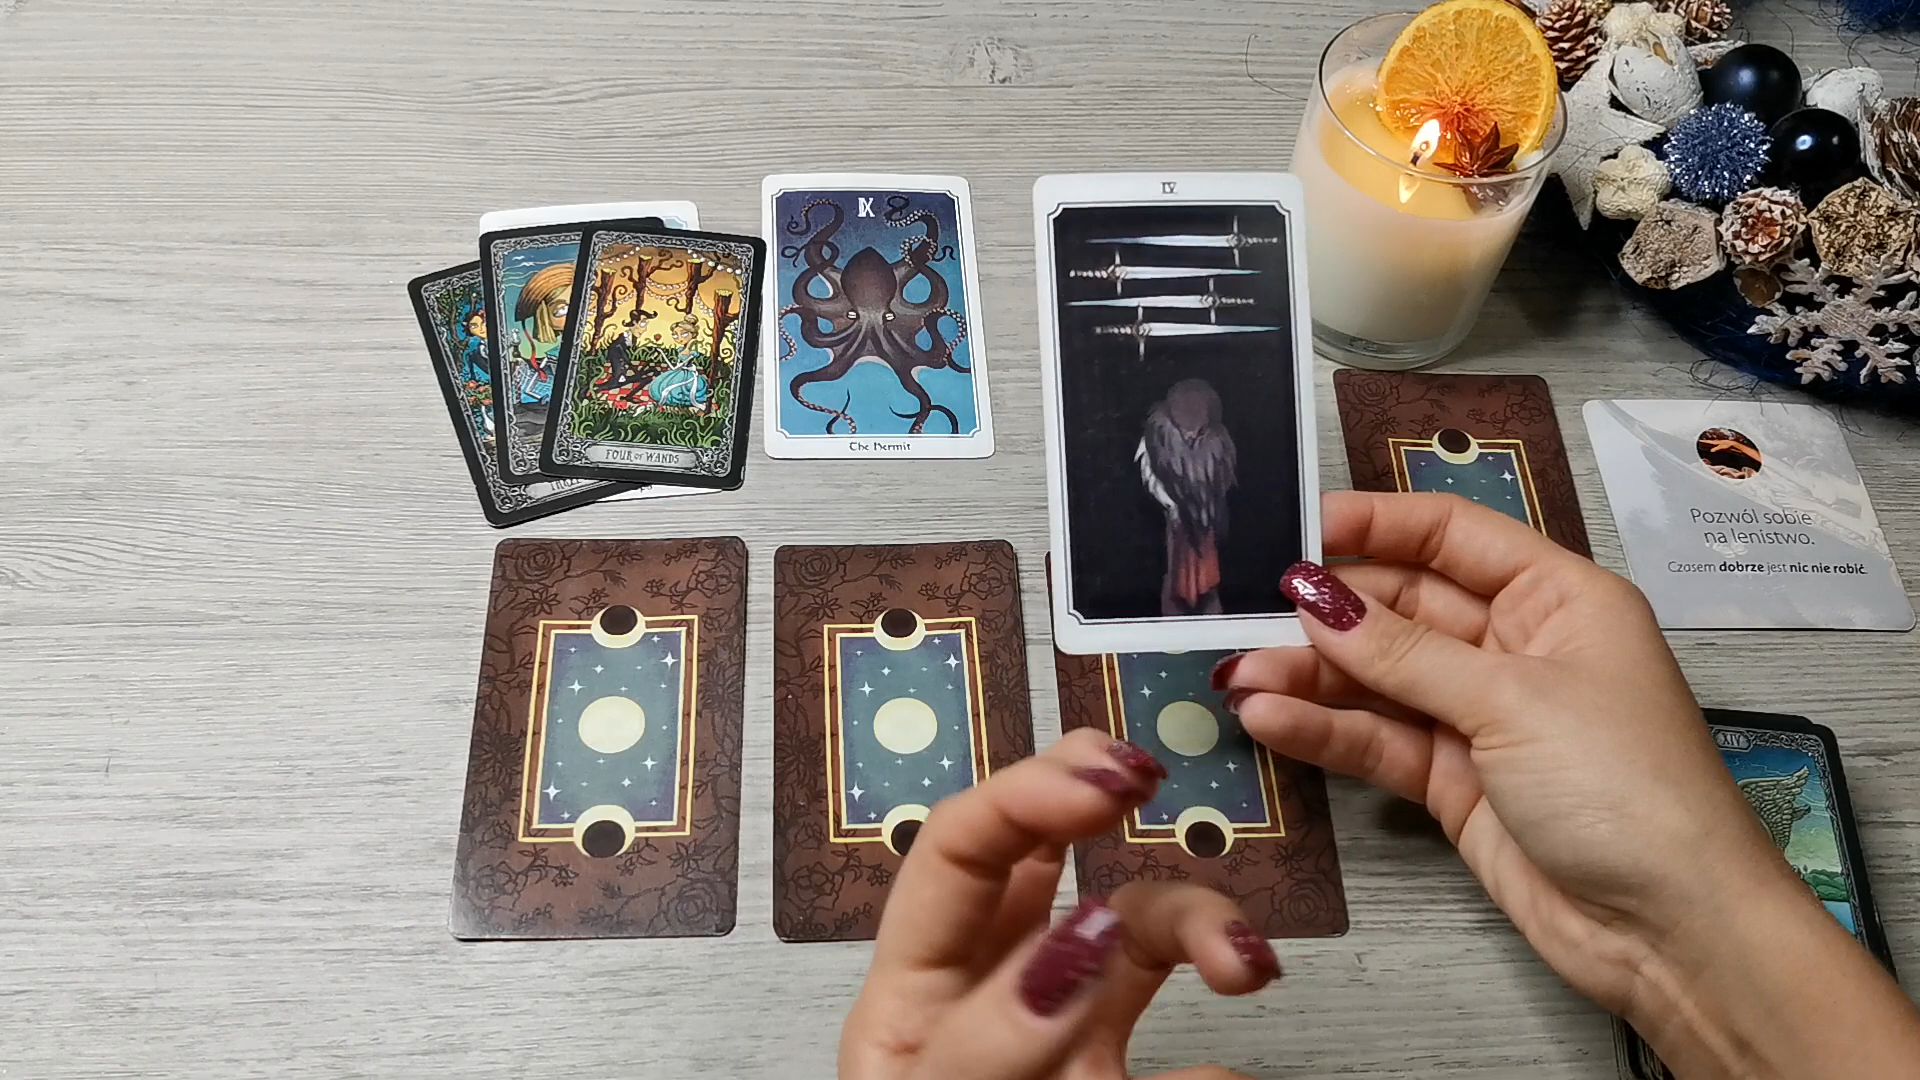 IX
The Hermit
IV
FOUR OF WANDS
Pozwól sobie
na lenistwo.
Czasem dobrze jest nic nie robić.
XIV